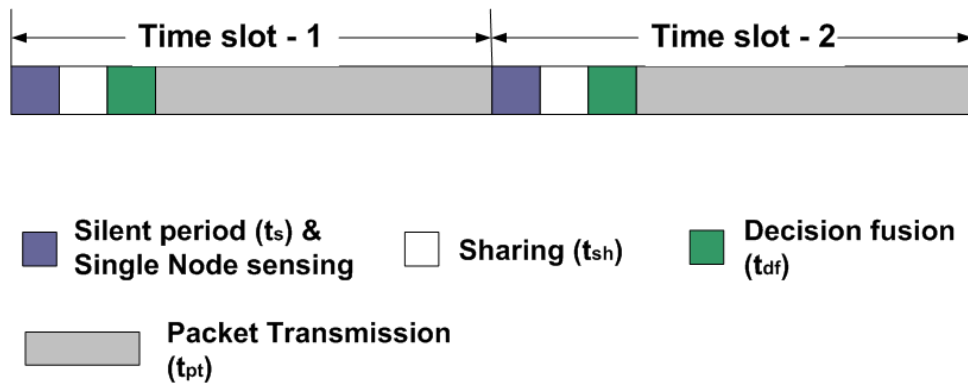 Time slot - 1
Time slot - 2
Silent period (ts) &
Single Node sensing
Sharing (tsh)
Decision fusion
(tdf)
Packet Transmission
(tpt)